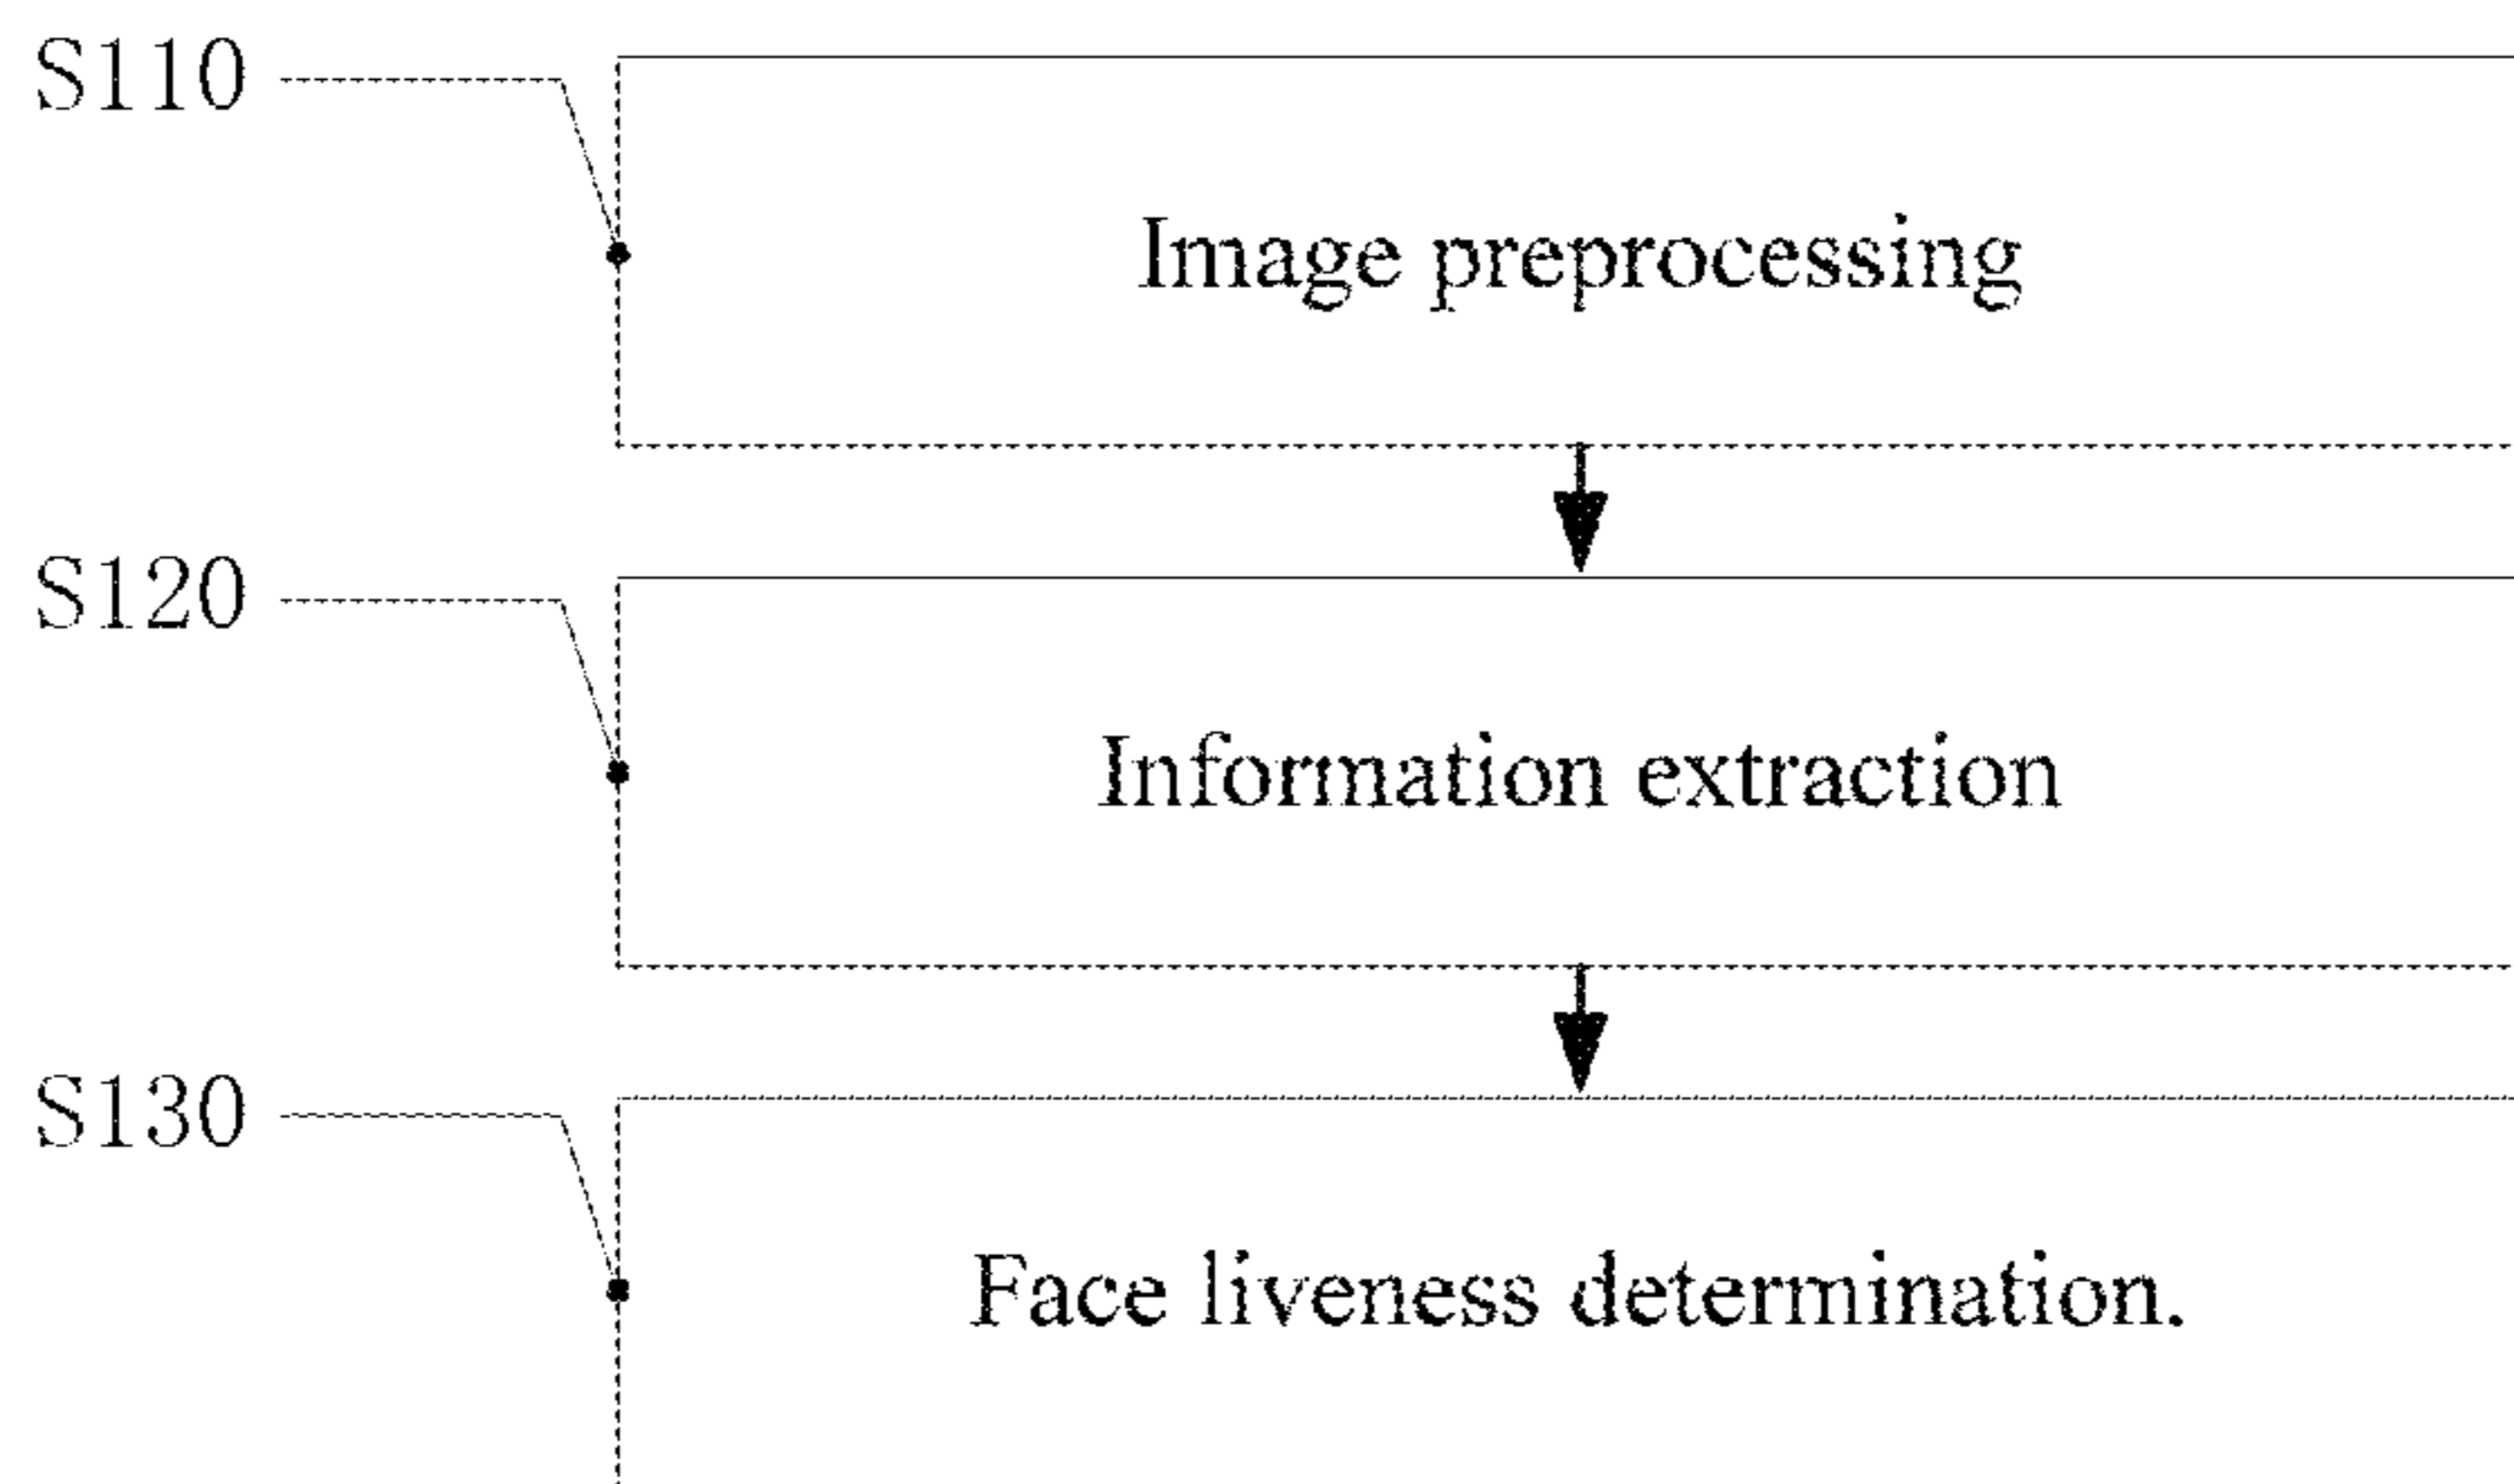 S110
Image preprocessing
S120
Information extraction
S130
Face liveness determination.